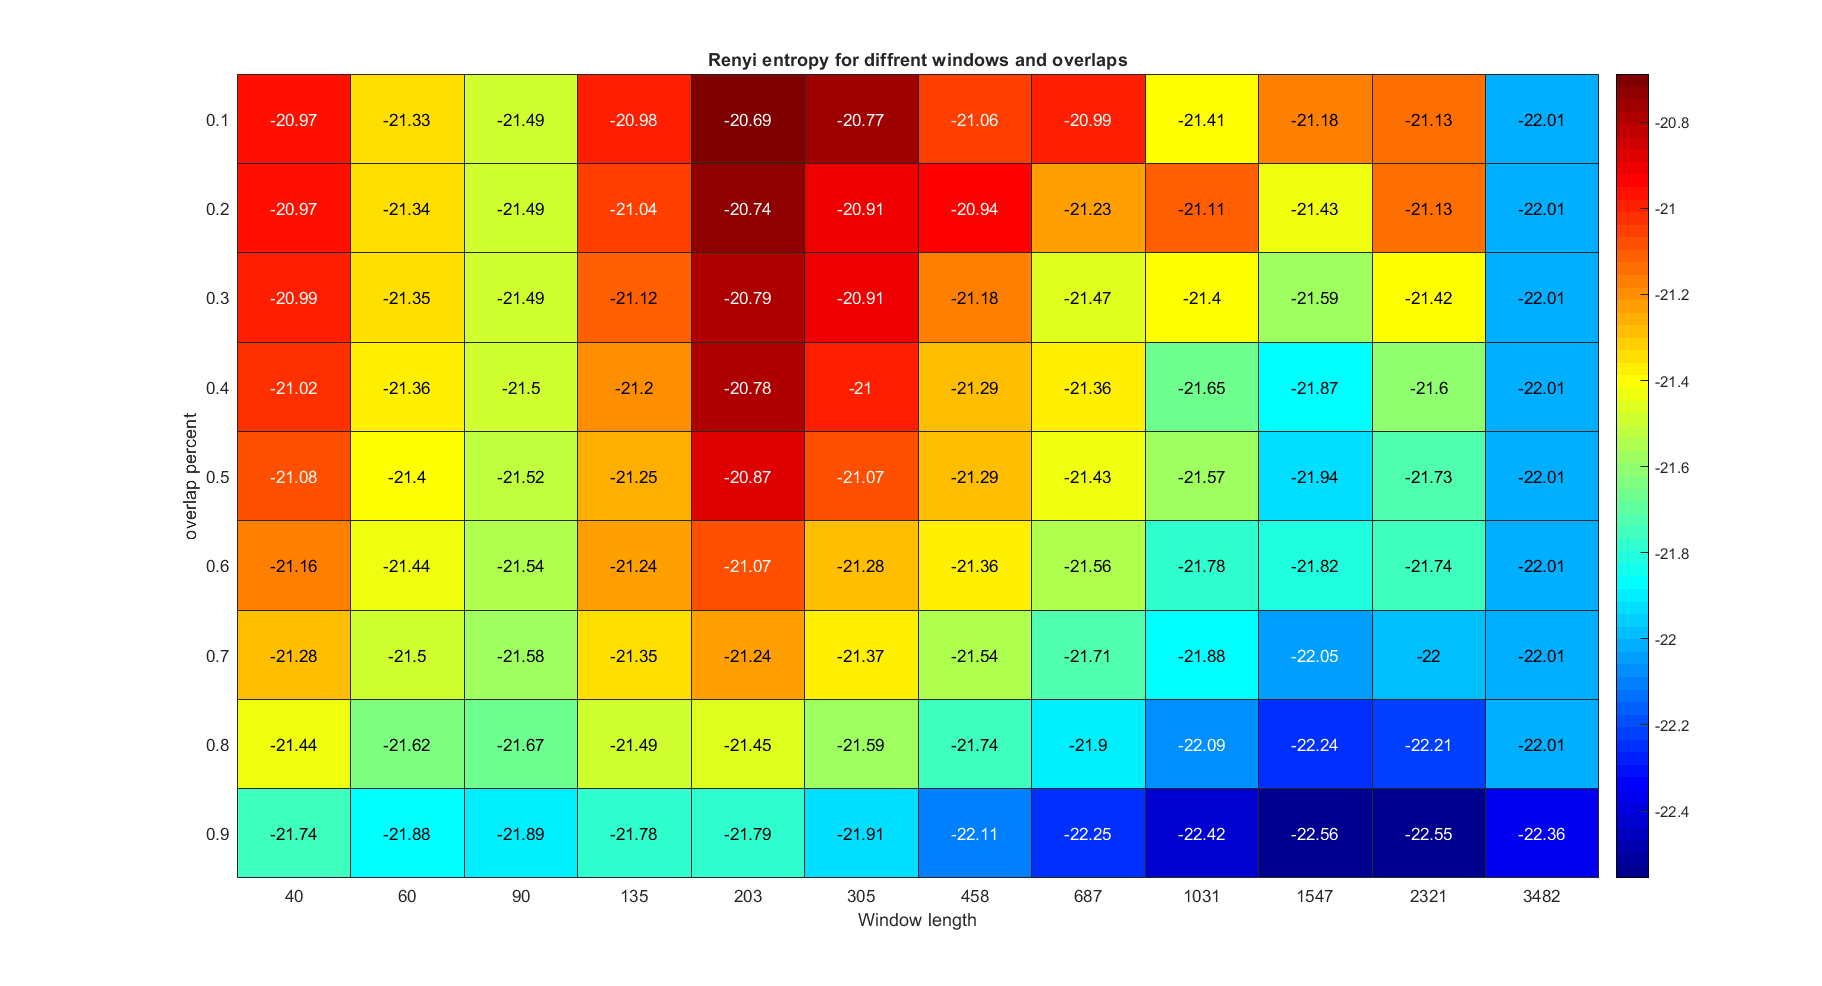 Renyi entropy for diffrent windows and overlaps
0.1 -20.97 -21.33 -21.49 -20.98 -20.69 -20.77 -21.06 -20.99 -21.41 -21.18 -21.13 -22.01
0.2 -20.97 -21.34 -21.49 -21.04 -20.74 -20.91 -20.94 -21.23 -21.11 -21.43 -21.13 -22.01
0.3 -20.99 -21.35 -21.49 -21.12 -20.79 -20.91 -21.18 -21.47 -21.4 -21.59 -21.42 -22.01
0.4 -21.02 -21.36 -21.5 -21.2 -20.78 -21 -21.29 -21.36 -21.65 -21.87 -21.6 -22.01
0.5 -21.08 -21.4 -21.52 -21.25 -20.87 -21.07 -21.29 -21.43 -21.57 -21.94 -21.73 -22.01
0.6 -21.16 -21.44 -21.54 -21.24 -21.07 -21.28 -21.36 -21.56 -21.78 -21.82 -21.74 -22.01
0.7 -21.28 -21.5 -21.58 -21.35 -21.24 -21.37 -21.54 -21.71 -21.88 -22.05 -22 -22.01
0.8 -21.44 -21.62 -21.67 -21.49 -21.45 -21.59 -21.74 -21.9 -22.09 -22.24 -22.21 -22.01
0.9 -21.74 -21.88 -21.89 -21.78 -21.79 -21.91 -22.11 -22.25 -22.42 -22.56 -22.55 -22.36
40 60 90 135 203 305 458 687 1031 1547 2321 3482
Window length
overlap percent
-20.8
-21
-21.2
-21.4
-21.6
-21.8
-22
-22.2
-22.4